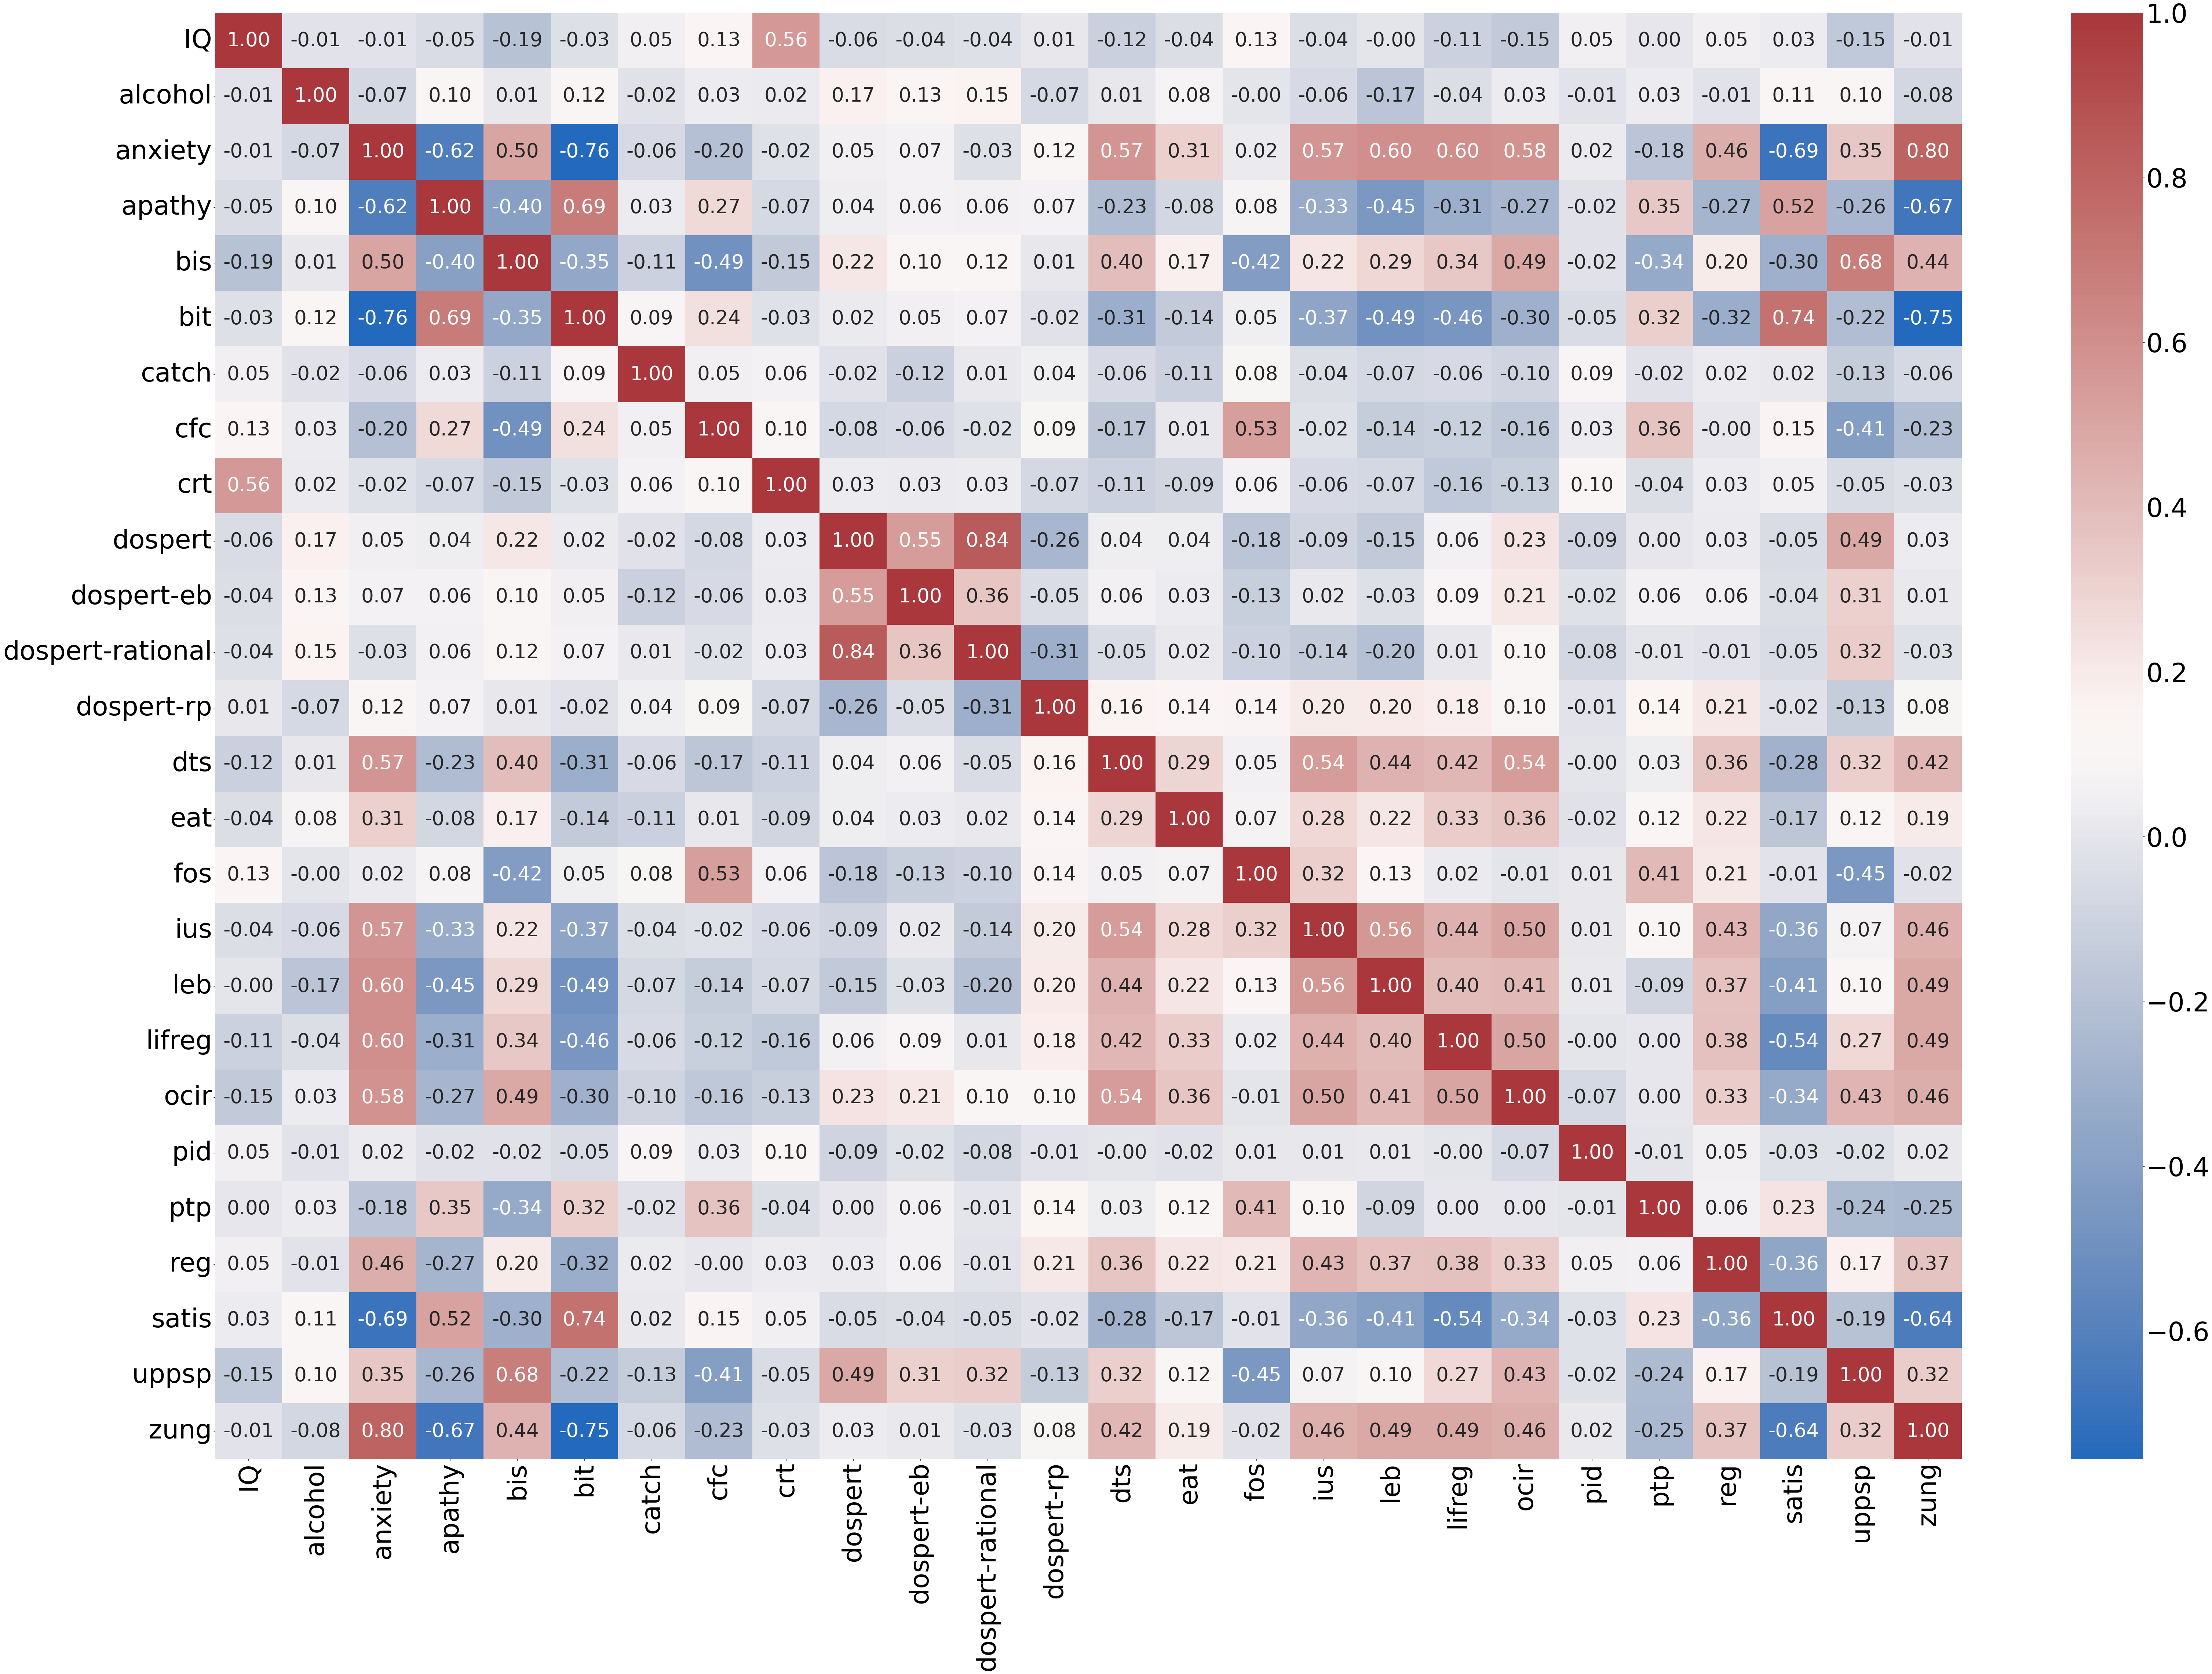 IQ 1.00 -0.01 -0.01 -0.05 -0.19 -0.03 0.05 0.13 0.56 -0.06 -0.04 -0.04 0.01 -0.12 -0.04 0.13 -0.04 -0.00 -0.11 -0.15 0.05 0.00 0.05 0.03 -0.15 -0.01
alcohol -0.01 1.00 -0.07 0.10 0.01 0.12 -0.02 0.03 0.02 0.17 0.13 0.15 -0.07 0.01 0.08 -0.00 -0.06 -0.17 -0.04 0.03 -0.01 0.03 -0.01 0.11 0.10 -0.08
anxiety -0.01 -0.07 1.00 -0.62 0.50 -0.76 -0.06 -0.20 -0.02 0.05 0.07 -0.03 0.12 0.57 0.31 0.02 0.57 0.60 0.60 0.58 0.02 -0.18 0.46 -0.69 0.35 0.80
apathy -0.05 0.10 -0.62 1.00 -0.40 0.69 0.03 0.27 -0.07 0.04 0.06 0.06 0.07 -0.23 -0.08 0.08 -0.33 -0.45 -0.31 -0.27 -0.02 0.35 -0.27 0.52 -0.26 -0.67
bis -0.19 0.01 0.50 -0.40 1.00 -0.35 -0.11 -0.49 -0.15 0.22 0.10 0.12 0.01 0.40 0.17 -0.42 0.22 0.29 0.34 0.49 -0.02 -0.34 0.20 -0.30 0.68 0.44
bit -0.03 0.12 -0.76 0.69 -0.35 1.00 0.09 0.24 -0.03 0.02 0.05 0.07 -0.02 -0.31 -0.14 0.05 -0.37 -0.49 -0.46 -0.30 -0.05 0.32 -0.32 0.74 -0.22 -0.75
catch 0.05 -0.02 -0.06 0.03 -0.11 0.09 1.00 0.05 0.06 -0.02 -0.12 0.01 0.04 -0.06 -0.11 0.08 -0.04 -0.07 -0.06 -0.10 0.09 -0.02 0.02 0.02 -0.13 -0.06
cfc 0.13 0.03 -0.20 0.27 -0.49 0.24 0.05 1.00 0.10 -0.08 -0.06 -0.02 0.09 -0.17 0.01 0.53 -0.02 -0.14 -0.12 -0.16 0.03 0.36 -0.00 0.15 -0.41 -0.23
crt 0.56 0.02 -0.02 -0.07 -0.15 -0.03 0.06 0.10 1.00 0.03 0.03 0.03 -0.07 -0.11 -0.09 0.06 -0.06 -0.07 -0.16 -0.13 0.10 -0.04 0.03 0.05 -0.05 -0.03
dospert -0.06 0.17 0.05 0.04 0.22 0.02 -0.02 -0.08 0.03 1.00 0.55 0.84 -0.26 0.04 0.04 -0.18 -0.09 -0.15 0.06 0.23 -0.09 0.00 0.03 -0.05 0.49 0.03
dospert-eb -0.04 0.13 0.07 0.06 0.10 0.05 -0.12 -0.06 0.03 0.55 1.00 0.36 -0.05 0.06 0.03 -0.13 0.02 -0.03 0.09 0.21 -0.02 0.06 0.06 -0.04 0.31 0.01
dospert-rational -0.04 0.15 -0.03 0.06 0.12 0.07 0.01 -0.02 0.03 0.84 0.36 1.00 -0.31 -0.05 0.02 -0.10 -0.14 -0.20 0.01 0.10 -0.08 -0.01 -0.01 -0.05 0.32 -0.03
dospert-rp 0.01 -0.07 0.12 0.07 0.01 -0.02 0.04 0.09 -0.07 -0.26 -0.05 -0.31 1.00 0.16 0.14 0.14 0.20 0.20 0.18 0.10 -0.01 0.14 0.21 -0.02 -0.13 0.08
dts -0.12 0.01 0.57 -0.23 0.40 -0.31 -0.06 -0.17 -0.11 0.04 0.06 -0.05 0.16 1.00 0.29 0.05 0.54 0.44 0.42 0.54 -0.00 0.03 0.36 -0.28 0.32 0.42
eat -0.04 0.08 0.31 -0.08 0.17 -0.14 -0.11 0.01 -0.09 0.04 0.03 0.02 0.14 0.29 1.00 0.07 0.28 0.22 0.33 0.36 -0.02 0.12 0.22 -0.17 0.12 0.19
fos 0.13 -0.00 0.02 0.08 -0.42 0.05 0.08 0.53 0.06 -0.18 -0.13 -0.10 0.14 0.05 0.07 1.00 0.32 0.13 0.02 -0.01 0.01 0.41 0.21 -0.01 -0.45 -0.02
ius -0.04 -0.06 0.57 -0.33 0.22 -0.37 -0.04 -0.02 -0.06 -0.09 0.02 -0.14 0.20 0.54 0.28 0.32 1.00 0.56 0.44 0.50 0.01 0.10 0.43 -0.36 0.07 0.46
leb -0.00 -0.17 0.60 -0.45 0.29 -0.49 -0.07 -0.14 -0.07 -0.15 -0.03 -0.20 0.20 0.44 0.22 0.13 0.56 1.00 0.40 0.41 0.01 -0.09 0.37 -0.41 0.10 0.49
lifreg -0.11 -0.04 0.60 -0.31 0.34 -0.46 -0.06 -0.12 -0.16 0.06 0.09 0.01 0.18 0.42 0.33 0.02 0.44 0.40 1.00 0.50 -0.00 0.00 0.38 -0.54 0.27 0.49
ocir -0.15 0.03 0.58 -0.27 0.49 -0.30 -0.10 -0.16 -0.13 0.23 0.21 0.10 0.10 0.54 0.36 -0.01 0.50 0.41 0.50 1.00 -0.07 0.00 0.33 -0.34 0.43 0.46
pid 0.05 -0.01 0.02 -0.02 -0.02 -0.05 0.09 0.03 0.10 -0.09 -0.02 -0.08 -0.01 -0.00 -0.02 0.01 0.01 0.01 -0.00 -0.07 1.00 -0.01 0.05 -0.03 -0.02 0.02
ptp 0.00 0.03 -0.18 0.35 -0.34 0.32 -0.02 0.36 -0.04 0.00 0.06 -0.01 0.14 0.03 0.12 0.41 0.10 -0.09 0.00 0.00 -0.01 1.00 0.06 0.23 -0.24 -0.25
reg 0.05 -0.01 0.46 -0.27 0.20 -0.32 0.02 -0.00 0.03 0.03 0.06 -0.01 0.21 0.36 0.22 0.21 0.43 0.37 0.38 0.33 0.05 0.06 1.00 -0.36 0.17 0.37
satis 0.03 0.11 -0.69 0.52 -0.30 0.74 0.02 0.15 0.05 -0.05 -0.04 -0.05 -0.02 -0.28 -0.17 -0.01 -0.36 -0.41 -0.54 -0.34 -0.03 0.23 -0.36 1.00 -0.19 -0.64
uppsp -0.15 0.10 0.35 -0.26 0.68 -0.22 -0.13 -0.41 -0.05 0.49 0.31 0.32 -0.13 0.32 0.12 -0.45 0.07 0.10 0.27 0.43 -0.02 -0.24 0.17 -0.19 1.00 0.32
zung -0.01 -0.08 0.80 -0.67 0.44 -0.75 -0.06 -0.23 -0.03 0.03 0.01 -0.03 0.08 0.42 0.19 -0.02 0.46 0.49 0.49 0.46 0.02 -0.25 0.37 -0.64 0.32 1.00
IQ
alcohol
anxiety
apathy
bis
bit
catch
cfc
crt
dospert
dospert-eb
dospert-rational
dospert-rp
dts
eat
fos
ius
leb
lifreg
ocir
pid
ptp
reg
satis
uppsp
zung
1.0
0.8
0.6
0.4
0.2
0.0
−0.2
−0.4
−0.6